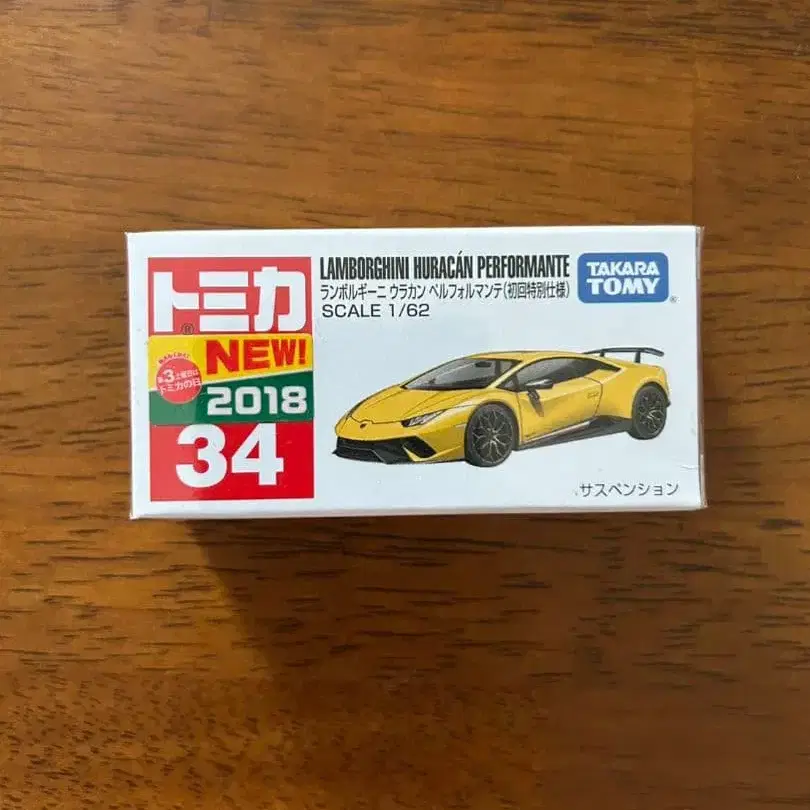 トミカ
®
NEW!
第3土曜日は
トミカの日
2018
34
LAMBORGHINI HURACÁN PERFORMANTE
ランボルギーニ ウラカン ペルフォルマンテ(初回特別仕様)
SCALE 1/62
TAKARA
TOMY
®
サスペンション